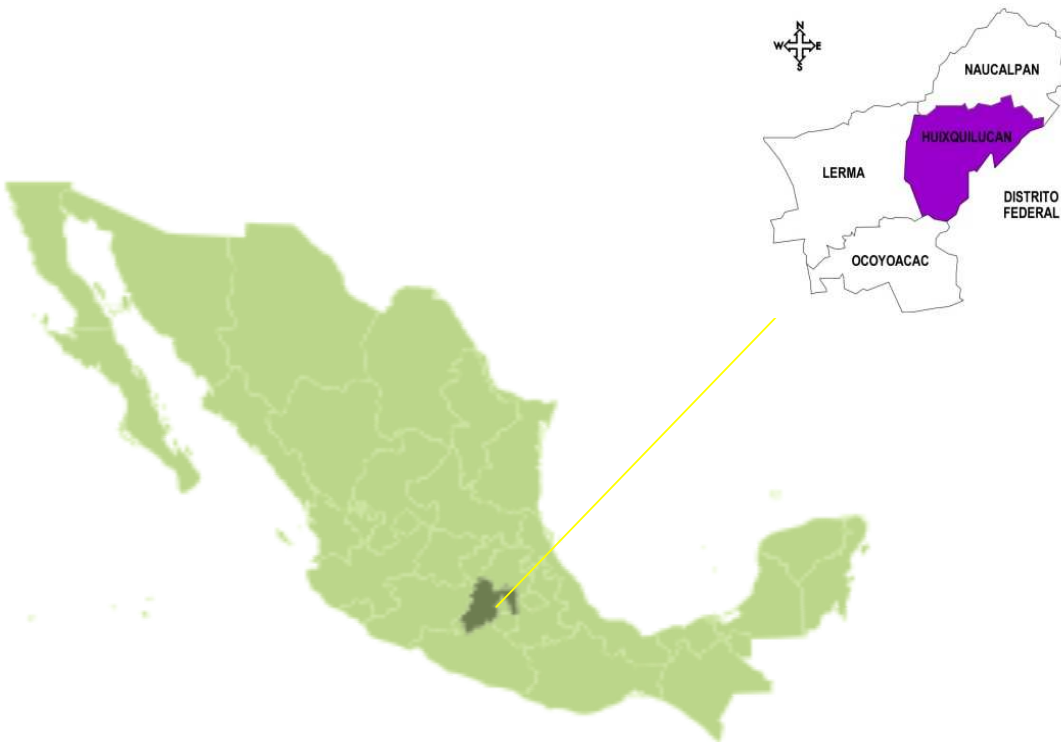 N
W E
S
NAUCALPAN
HUIXQUILUCAN
LERMA
DISTRITO
FEDERAL
OCOYOACAC